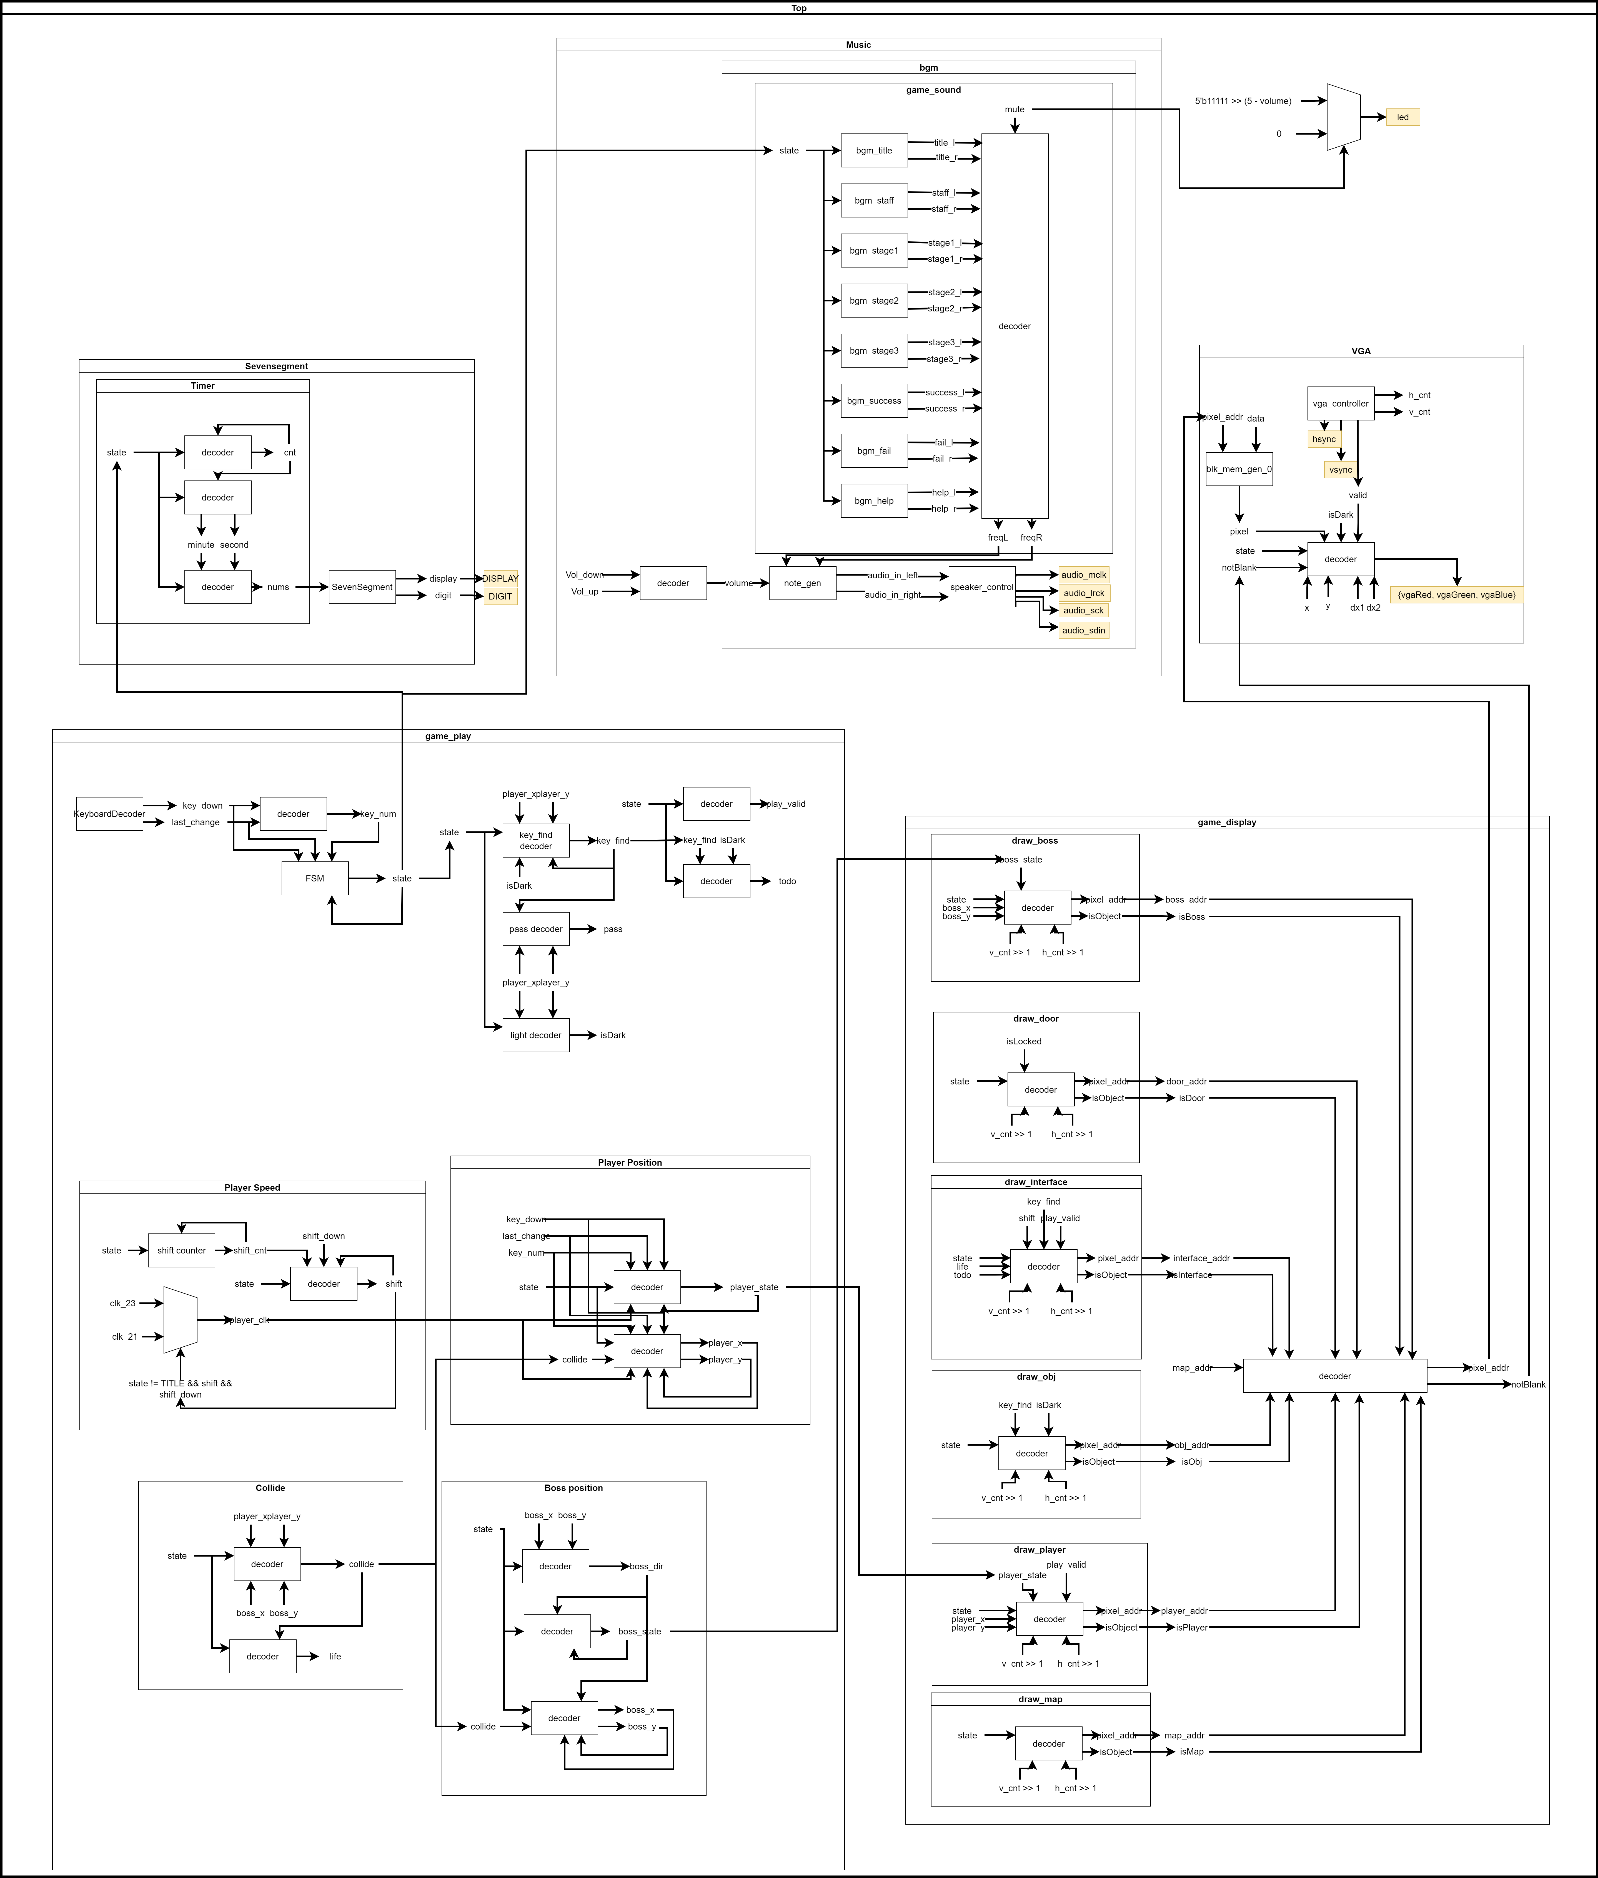 Top
Music
bgm
game_sound
mute
state
bgm_title
title_l
title_r
bgm_staff
staff_l
staff_r
bgm_stage1
stage1_l
stage1_r
bgm_stage2
stage2_l
stage2_r
bgm_stage3
stage3_l
stage3_r
bgm_success
success_l
success_r
bgm_fail
fail_l
fail_r
bgm_help
help_l
help_r
decoder
freqL
freqR
Vol_down
Vol_up
decoder
volume
note_gen
audio_in_left
audio_in_right
speaker_control
audio_mclk
audio_lrck
audio_sck
audio_sdin
5'b11111 >> (5 - volume)
0
led
Sevensegment
Timer
state
decoder
cnt
decoder
minute
second
decoder
nums
SevenSegment
display
digit
DISPLAY
DIGIT
VGA
pixel_addr
data
blk_mem_gen_0
pixel
vga_controller
h_cnt
v_cnt
hsync
vsync
valid
isDark
state
notBlank
decoder
x
y
dx1
dx2
{vgaRed, vgaGreen, vgaBlue}
game_play
KeyboardDecoder
key_down
last_change
decoder
key_num
FSM
state
state
player_x
player_y
key_find
decoder
key_find
isDark
pass decoder
pass
player_x
player_y
light decoder
isDark
state
decoder
play_valid
key_find
isDark
decoder
todo
Player Speed
state
shift counter
shift_cnt
shift_down
state
decoder
shift
clk_23
clk_21
player_clk
state != TITLE && shift &&
shift_down
Player Position
key_down
last_change
key_num
state
decoder
player_state
collide
decoder
player_x
player_y
Collide
player_x
player_y
state
decoder
collide
boss_x
boss_y
decoder
life
Boss position
state
boss_x
boss_y
decoder
boss_dir
decoder
boss_state
collide
decoder
boss_x
boss_y
game_display
draw_boss
boss_state
state
boss_x
boss_y
decoder
pixel_addr
isObject
boss_addr
isBoss
v_cnt >> 1
h_cnt >> 1
draw_door
isLocked
state
decoder
pixel_addr
isObject
door_addr
isDoor
v_cnt >> 1
h_cnt >> 1
draw_interface
key_find
shift
play_valid
state
life
todo
decoder
pixel_addr
isObject
interface_addr
isInterface
v_cnt >> 1
h_cnt >> 1
map_addr
decoder
pixel_addr
notBlank
draw_obj
key_find
isDark
state
decoder
pixel_addr
isObject
obj_addr
isObj
v_cnt >> 1
h_cnt >> 1
draw_player
play_valid
player_state
state
player_x
player_y
decoder
pixel_addr
isObject
player_addr
isPlayer
v_cnt >> 1
h_cnt >> 1
draw_map
state
decoder
pixel_addr
isObject
map_addr
isMap
v_cnt >> 1
h_cnt >> 1